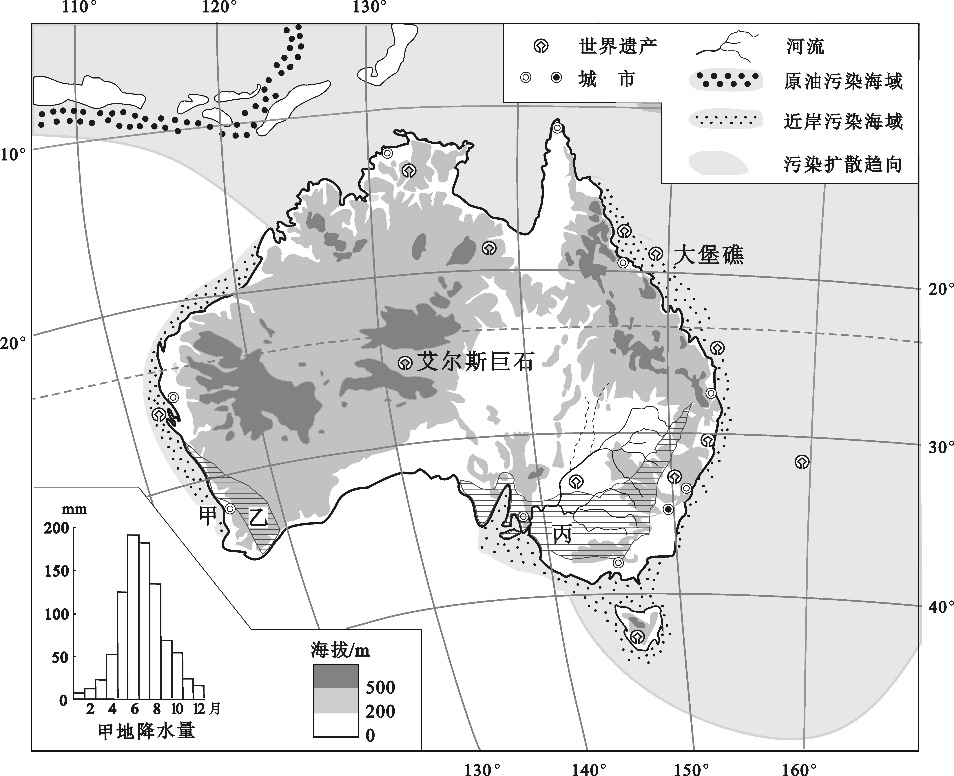 110° 120° 130°
世界遗产
城 市
河流
原油污染海域
近岸污染海域
污染扩散趋向
10°
大堡礁
20°
20°
艾尔斯巨石
30°
甲 乙
丙
mm
200
150
100
50
0
2 4 6 8 10 12 月
甲地降水量
海拔/m
500
200
0
40°
130° 140° 150° 160°